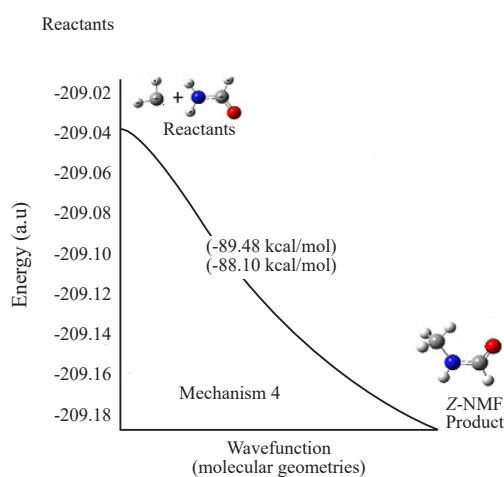 Reactants
-209.02
-209.04
-209.06
-209.08
-209.10
-209.12
-209.14
-209.16
-209.18
Energy (a.u)
+
Reactants
(-89.48 kcal/mol)
(-88.10 kcal/mol)
Mechanism 4
Z-NMF
Product
Wavefunction
(molecular geometries)